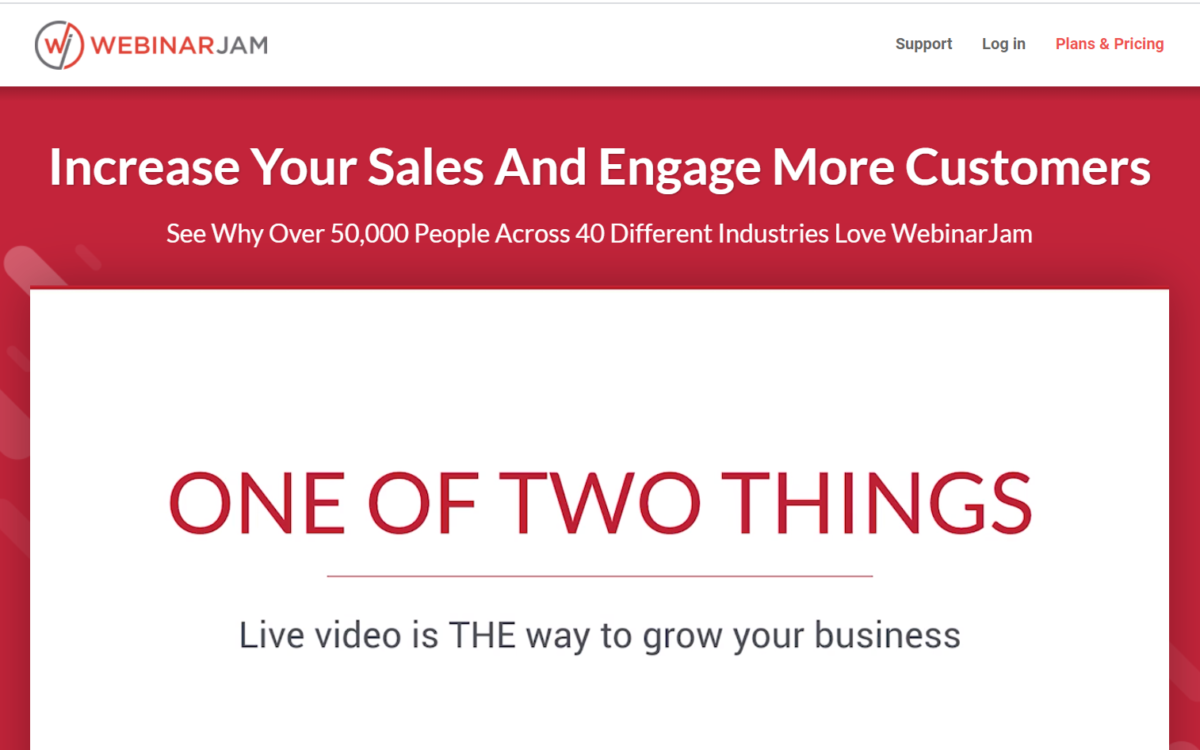 WEBINARJAM
Support
Log in
Plans & Pricing
Increase Your Sales And Engage More Customers
See Why Over 50,000 People Across 40 Different Industries Love WebinarJam
ONE OF TWO THINGS
Live video is THE way to grow your business